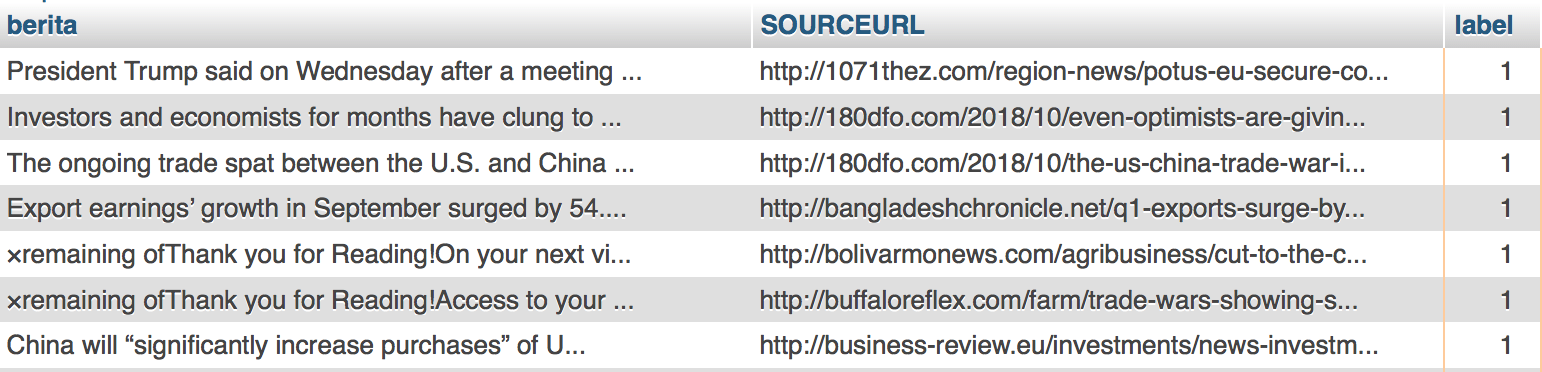 berita SOURCEURL label
President Trump said on Wednesday after a meeting ... http://1071thez.com/region-news/potus-eu-secure-co... 1
Investors and economists for months have clung to ... http://180dfo.com/2018/10/even-optimists-are-givin... 1
The ongoing trade spat between the U.S. and China ... http://180dfo.com/2018/10/the-us-china-trade-war-i... 1
Export earnings’ growth in September surged by 54.... http://bangladeshchronicle.net/q1-exports-surge-by... 1
×remaining ofThank you for Reading!On your next vi... http://bolivarmonews.com/agribusiness/cut-to-the-c... 1
×remaining ofThank you for Reading!Access to your ... http://buffaloreflex.com/farm/trade-wars-showing-s... 1
China will “significantly increase purchases” of U... http://business-review.eu/investments/news-investm... 1